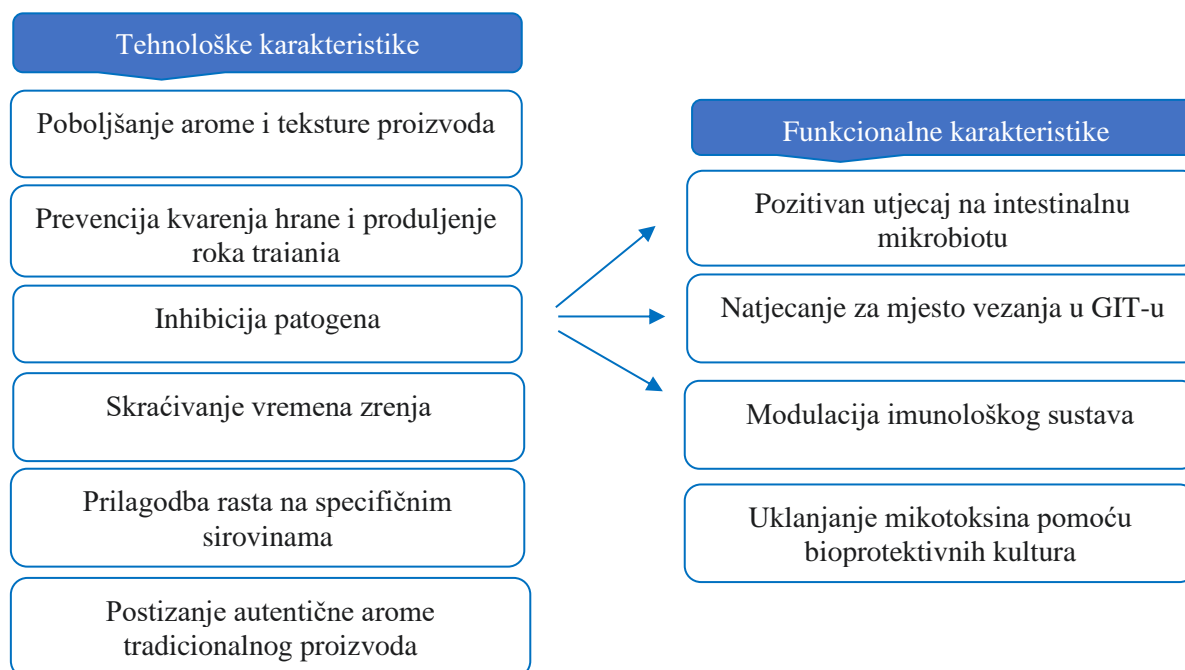 Tehnološke karakteristike
Poboljšanje arome i teksture proizvoda
Prevencija kvarenja hrane i produljenje
roka trajanja
Inhibicija patogena
Skraćivanje vremena zrenja
Prilagodba rasta na specifičnim
sirovinama
Postizanje autentične arome
tradicionalnog proizvoda
Funkcionalne karakteristike
Pozitivan utjecaj na intestinalnu
mikrobiotu
Natjecanje za mjesto vezanja u GIT-u
Modulacija imunološkog sustava
Uklanjanje mikotoksina pomoću
bioprotektivnih kultura